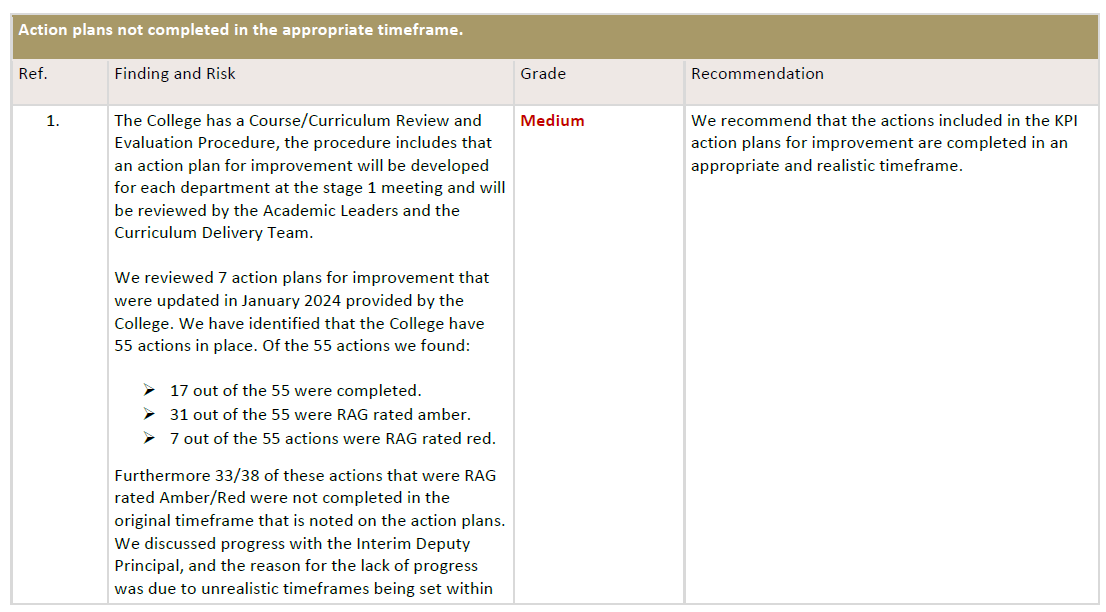 Action plans not completed in the appropriate timeframe.
Ref.
Finding and Risk
Grade
Recommendation
1.
The College has a Course/Curriculum Review and
Evaluation Procedure, the procedure includes that
an action plan for improvement will be developed
for each department at the stage 1 meeting and will
be reviewed by the Academic Leaders and the
Curriculum Delivery Team.
We reviewed 7 action plans for improvement that
were updated in January 2024 provided by the
College. We have identified that the College have
55 actions in place. Of the 55 actions we found:
➢ 17 out of the 55 were completed.
➢ 31 out of the 55 were RAG rated amber.
➢ 7 out of the 55 actions were RAG rated red.
Furthermore 33/38 of these actions that were RAG
rated Amber/Red were not completed in the
original timeframe that is noted on the action plans.
We discussed progress with the Interim Deputy
Principal, and the reason for the lack of progress
was due to unrealistic timeframes being set within
Medium
We recommend that the actions included in the KPI
action plans for improvement are completed in an
appropriate and realistic timeframe.